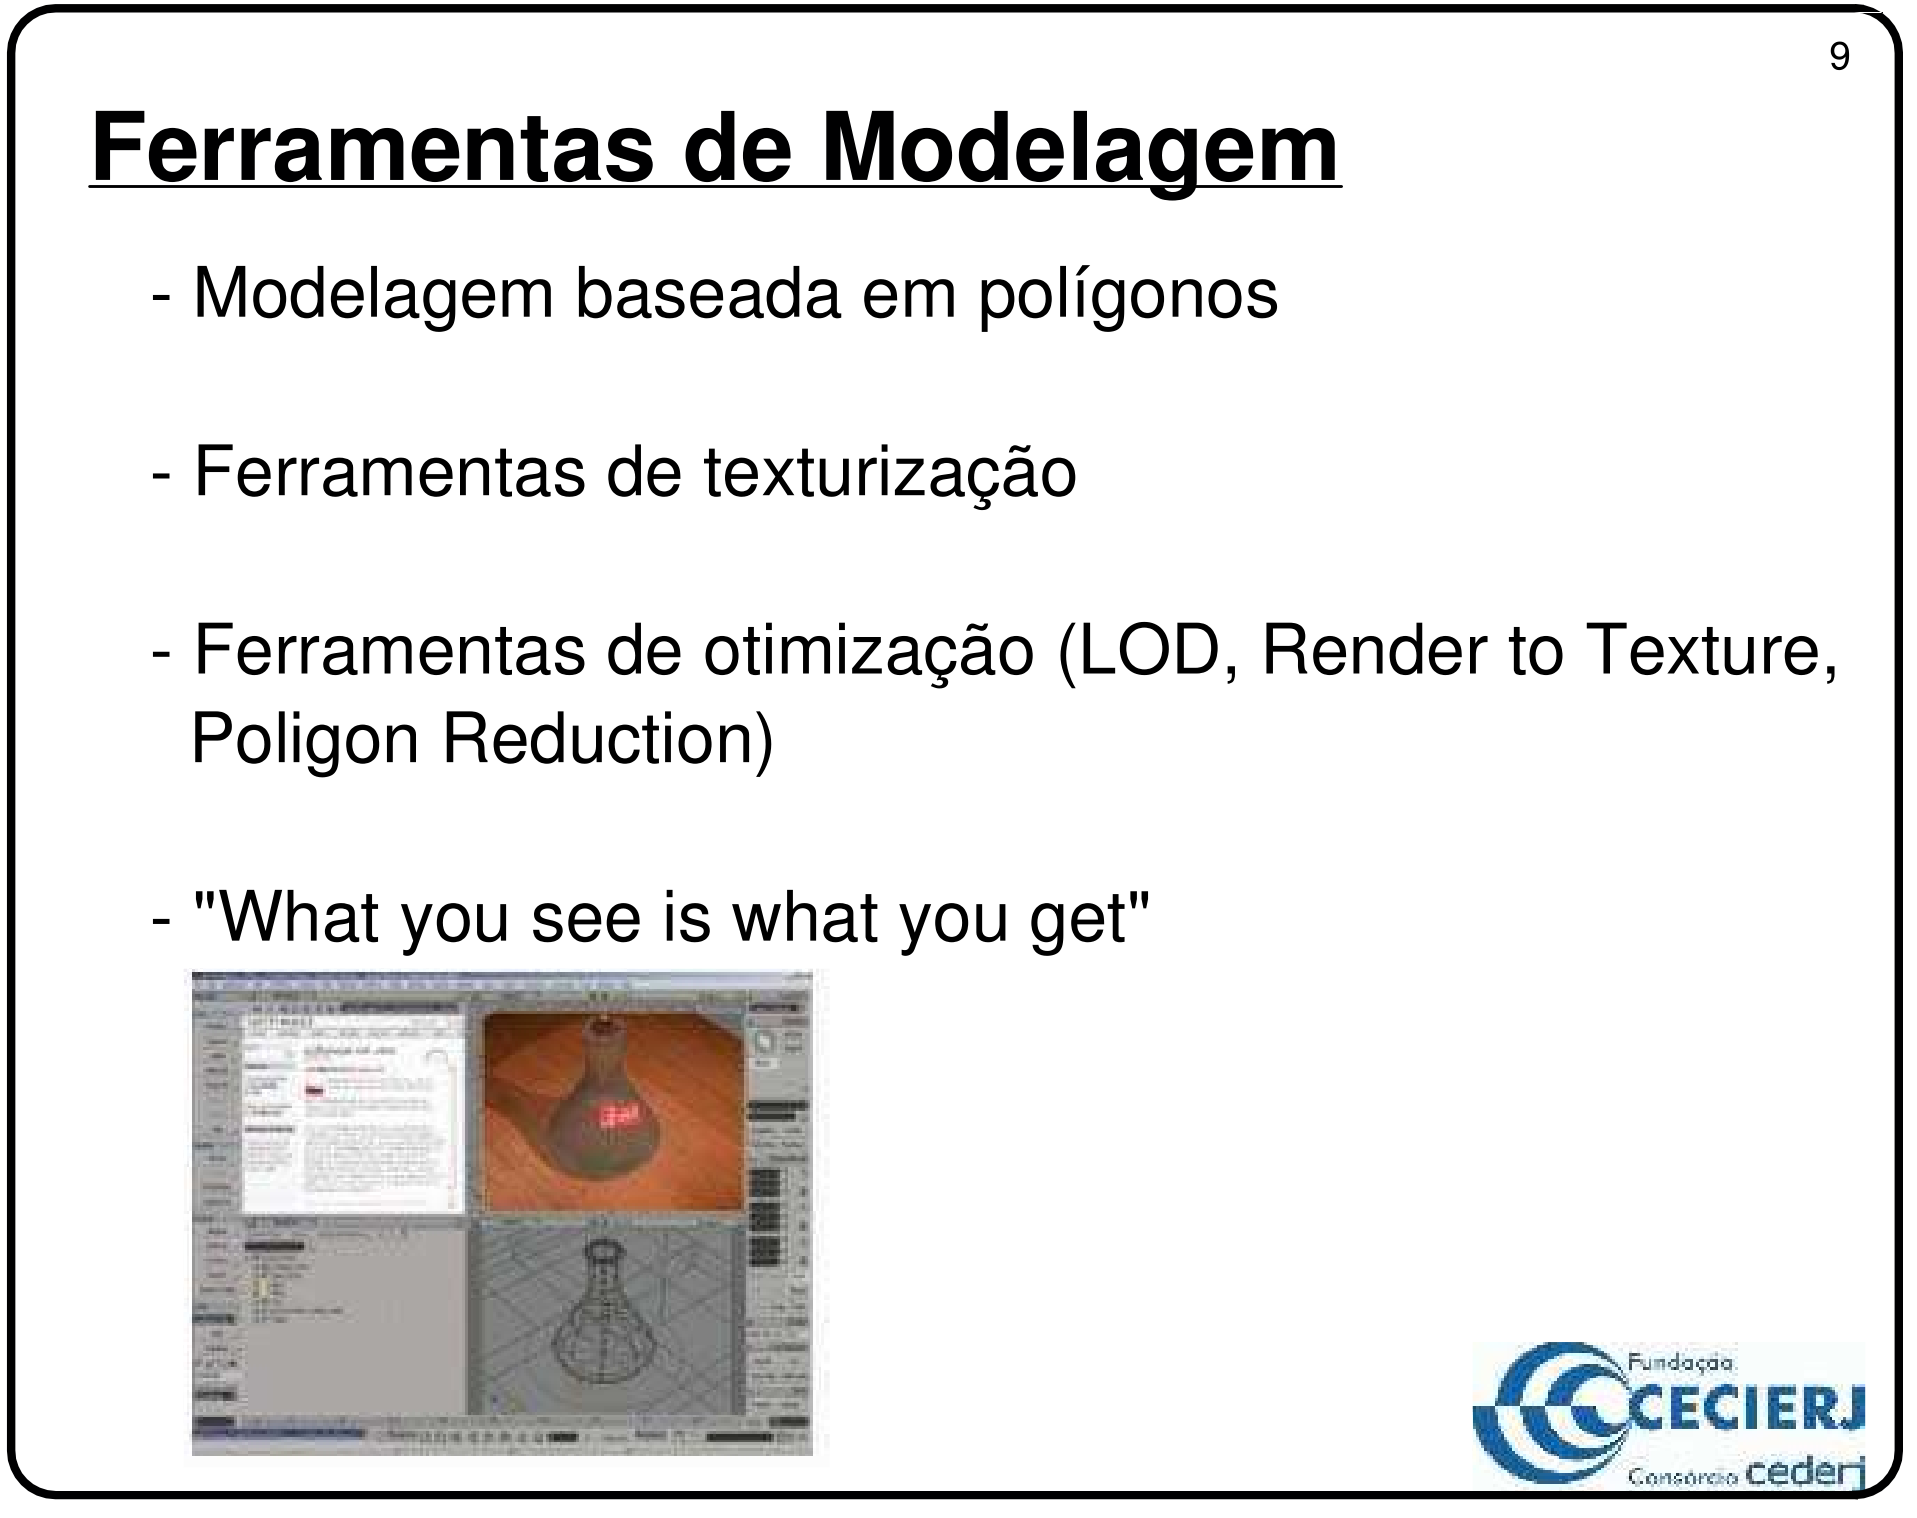 9
Ferramentas de Modelagem
- Modelagem baseada em polígonos
- Ferramentas de texturização
- Ferramentas de otimização (LOD, Render to Texture,
Poligon Reduction)
- "What you see is what you get"
Fundação
CECIERJ
Consórcio cederj